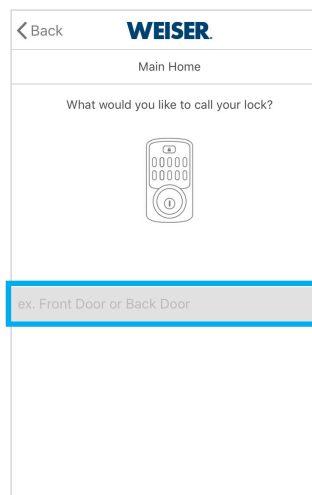 Back
WEISER.
Main Home
What would you like to call your lock?
ex. Front Door or Back Door